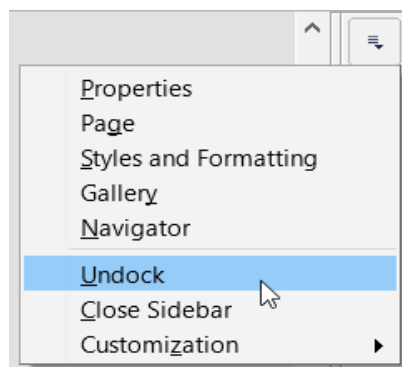 Properties
Page
Styles and Formatting
Gallery
Navigator
Undock
Close Sidebar
Customization